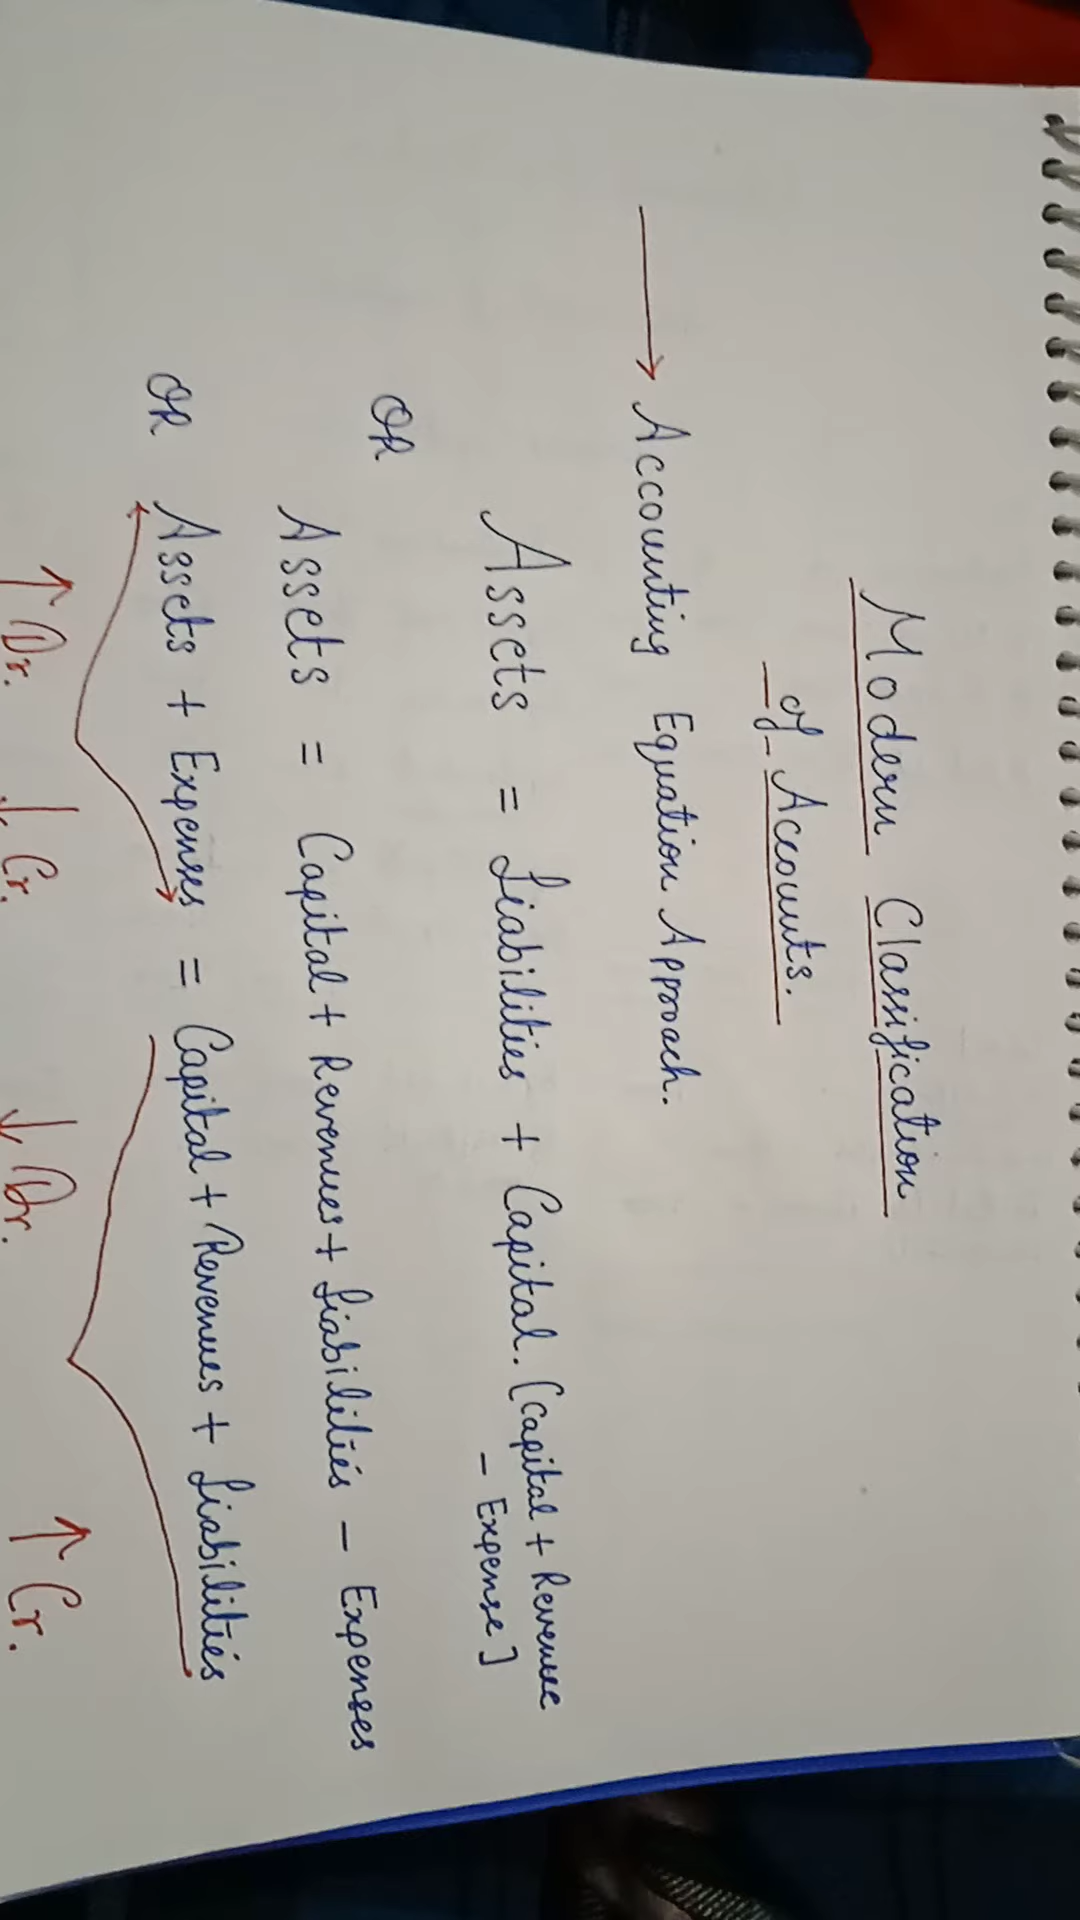 Modern Classification
of Accounts.
→ Accounting Equation Approach.
Assets = Liabilities + Capital. (Capital + Revenue
- Expense]
OR
Assets = Capital + Revenues + Liabilities - Expenses
OR Assets + Expenses = Capital + Revenues + Liabilities
↑ Dr. ↓ Cr. ↓ Dr. ↑ Cr.